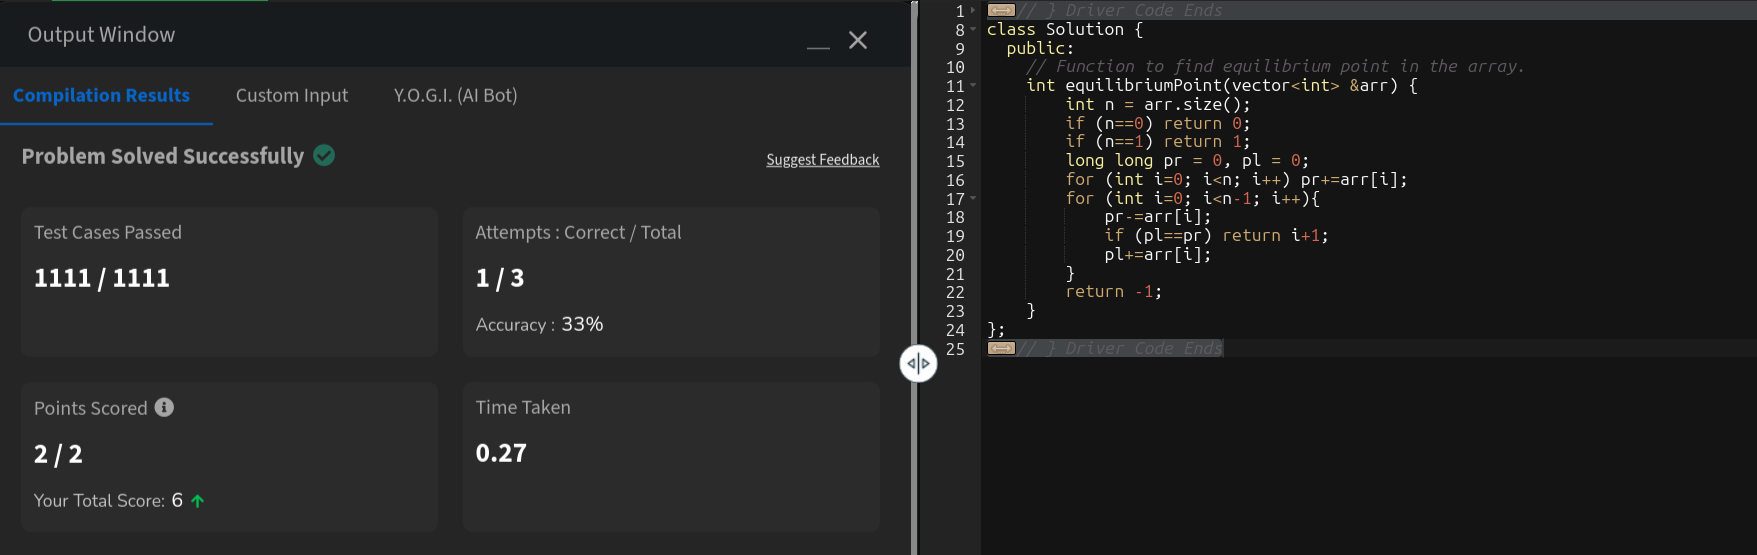 Output Window
Compilation Results Custom Input Y.O.G.I. (AI Bot)
Problem Solved Successfully
Suggest Feedback
Test Cases Passed
1111 / 1111
Attempts : Correct / Total
1 / 3
Accuracy : 33%
Points Scored
2 / 2
Your Total Score: 6
Time Taken
0.27
1 // } Driver Code Ends
8 class Solution {
9 public:
10 // Function to find equilibrium point in the array.
11 int equilibriumPoint(vector<int> &arr) {
12 int n = arr.size();
13 if (n==0) return 0;
14 if (n==1) return 1;
15 long long pr = 0, pl = 0;
16 for (int i=0; i<n; i++) pr+=arr[i];
17 for (int i=0; i<n-1; i++){
18 pr-=arr[i];
19 if (pl==pr) return i+1;
20 pl+=arr[i];
21 }
22 return -1;
23 }
24 };
25 // } Driver Code Ends